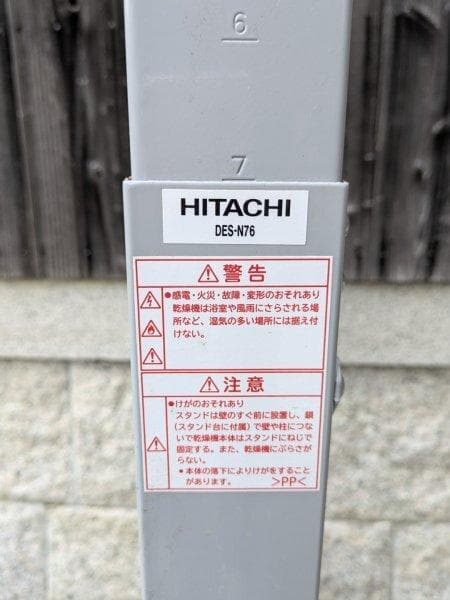 6
7
HITACHI
DES-N76
警告
●感電・火災・故障・変形のおそれあり
乾燥機は浴室や風雨にさらされる場
所など、湿気の多い場所には据え付
けない。
注意
●けがのおそれあり
スタンドは壁のすぐ前に設置し、鎖
(スタンド台に付属)で壁や柱につな
いで乾燥機本体はスタンドにねじで
固定する。また、乾燥機にぶらさが
らない。
●本体の落下によりけがをすること
があります。
>PP<